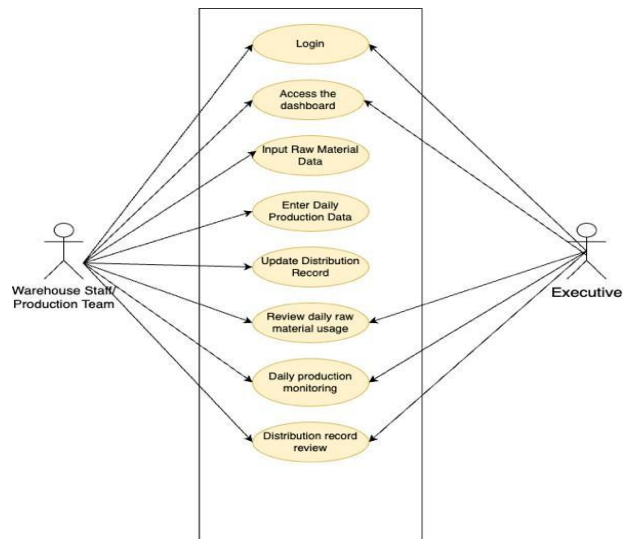 Login
Access the
dashboard
Input Raw Material
Data
Enter Daily
Production Data
Update Distribution
Record
Review daily raw
material usage
Daily production
monitoring
Distribution record
review
Warehouse Staff/
Production Team
Executive